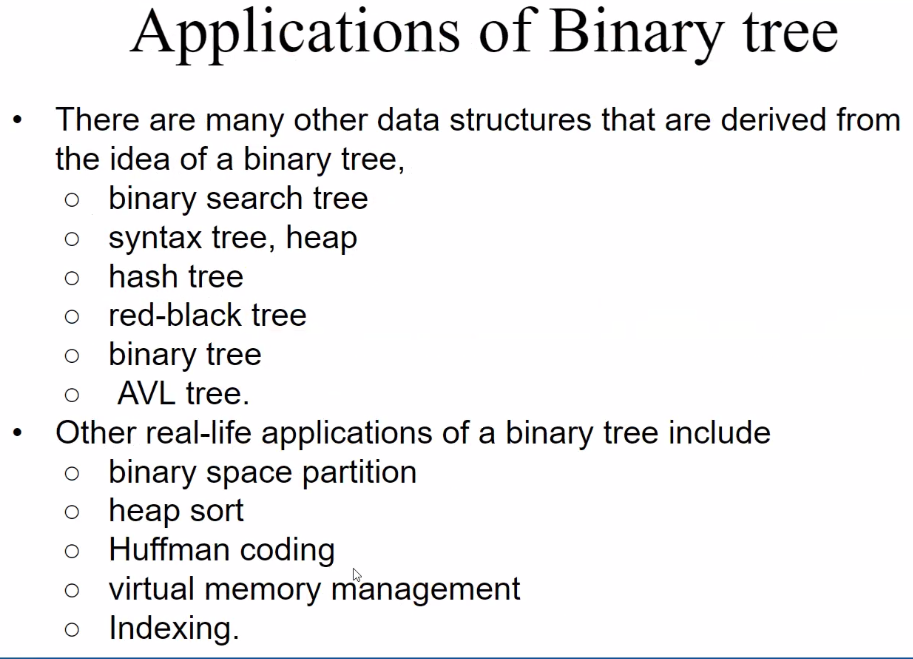 Applications of Binary tree
• There are many other data structures that are derived from
the idea of a binary tree,
○ binary search tree
○ syntax tree, heap
○ hash tree
○ red-black tree
○ binary tree
○ AVL tree.
• Other real-life applications of a binary tree include
○ binary space partition
○ heap sort
○ Huffman coding
○ virtual memory management
○ Indexing.